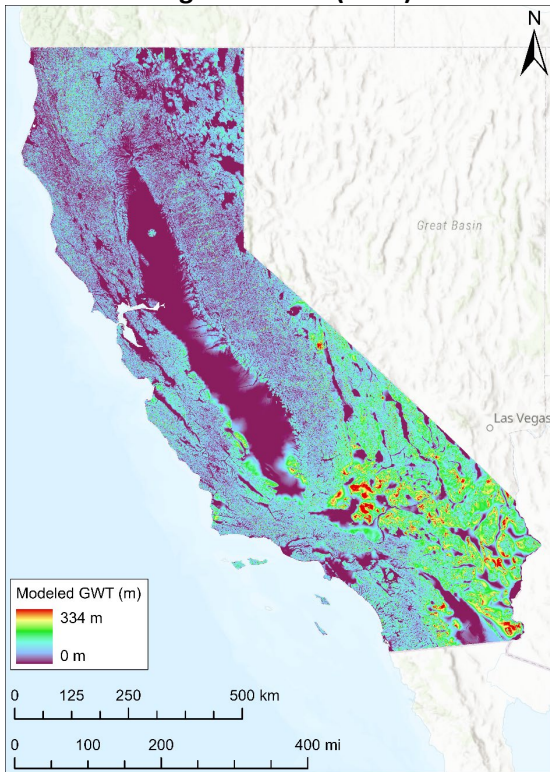 N
Great Basin
Las Vegas
Modeled GWT (m)
334 m
0 m
0 125 250 500 km
0 100 200 400 mi